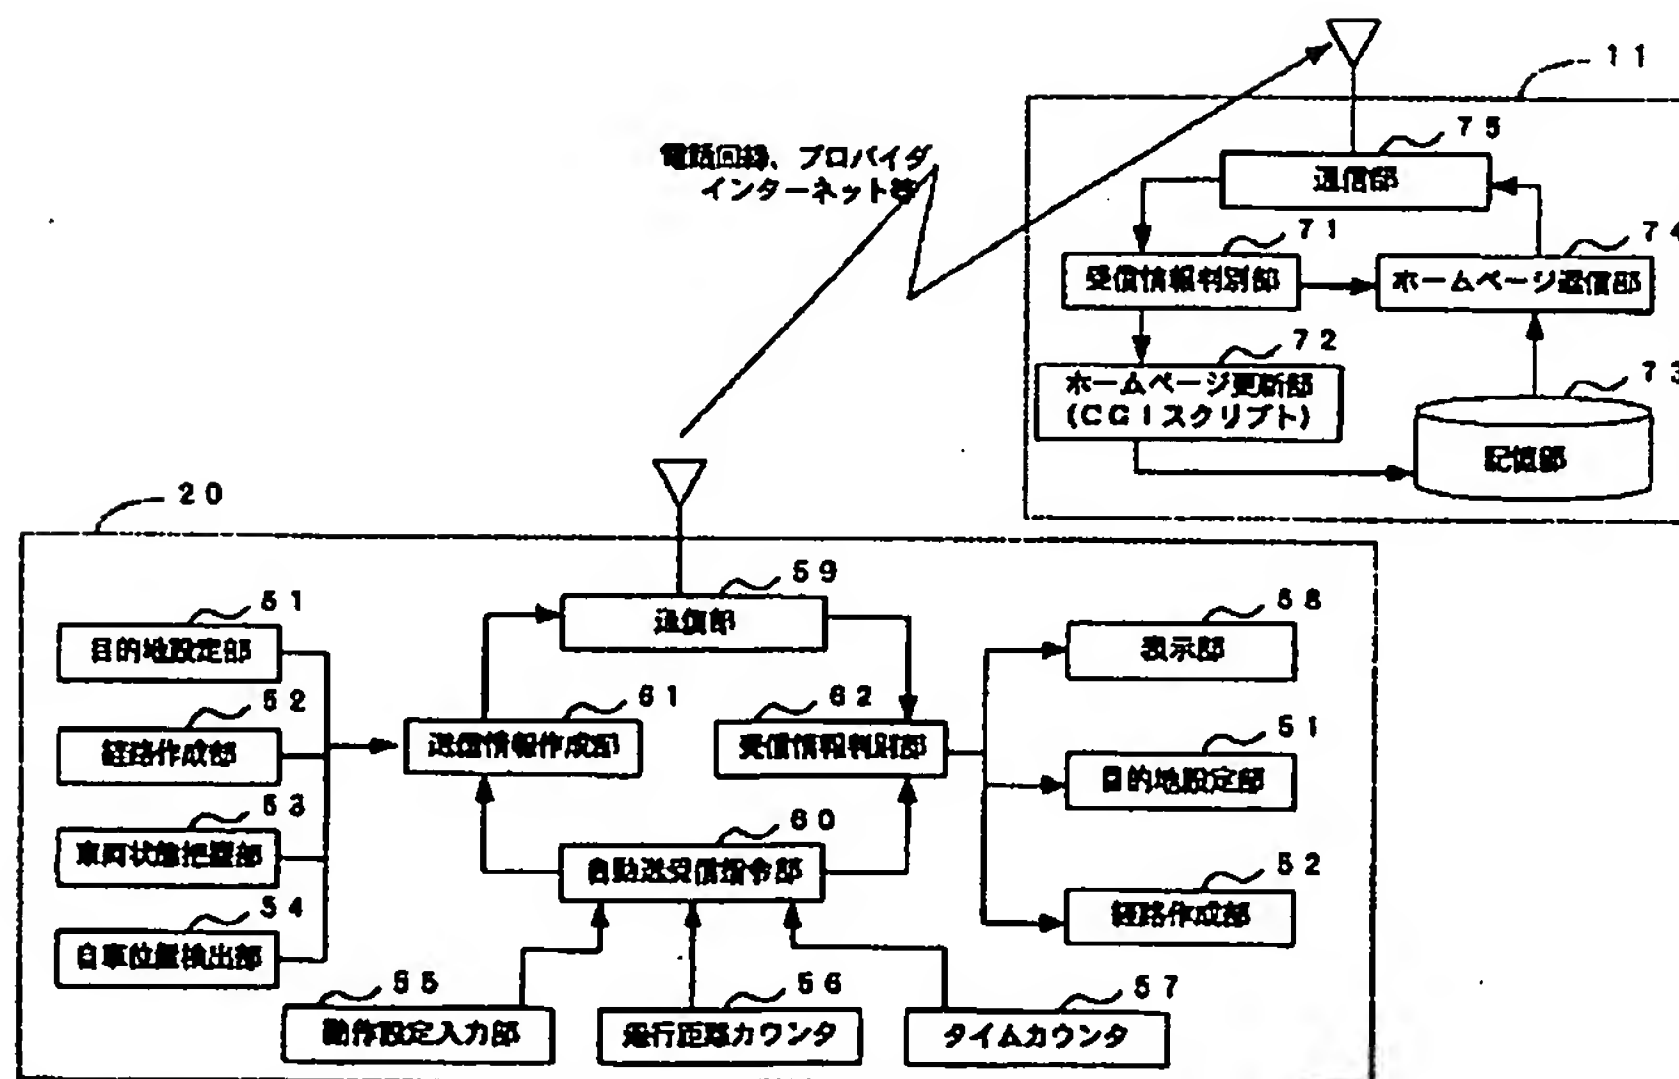 11
電話回線、プロバイダ
インターネット等
75
通信部
71
受信情報判別部
74
ホームページ返信部
72
ホームページ更新部
(CGIスクリプト)
73
記憶部
20
59
通信部
51
目的地設定部
52
経路作成部
53
車両状態把握部
54
自車位置検出部
61
送信情報作成部
62
受信情報判別部
60
自動送受信指令部
58
表示部
51
目的地設定部
52
経路作成部
55
動作設定入力部
56
走行距離カウンタ
57
タイムカウンタ